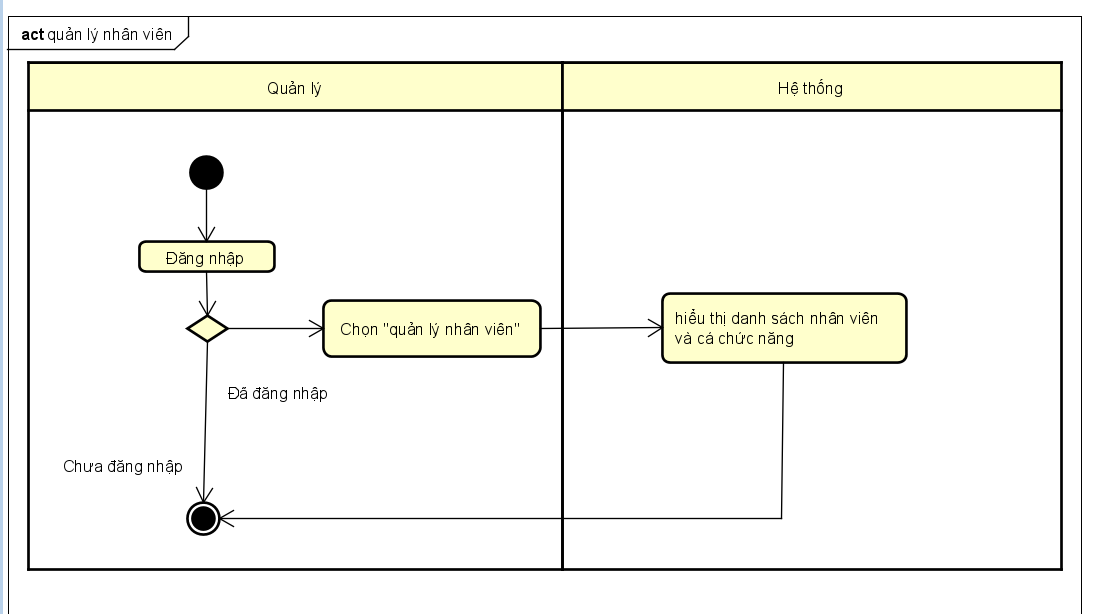 act quản lý nhân viên
Quản lý
Hệ thống
Đăng nhập
Chọn "quản lý nhân viên"
hiểu thị danh sách nhân viên
và cá chức năng
Đã đăng nhập
Chưa đăng nhập